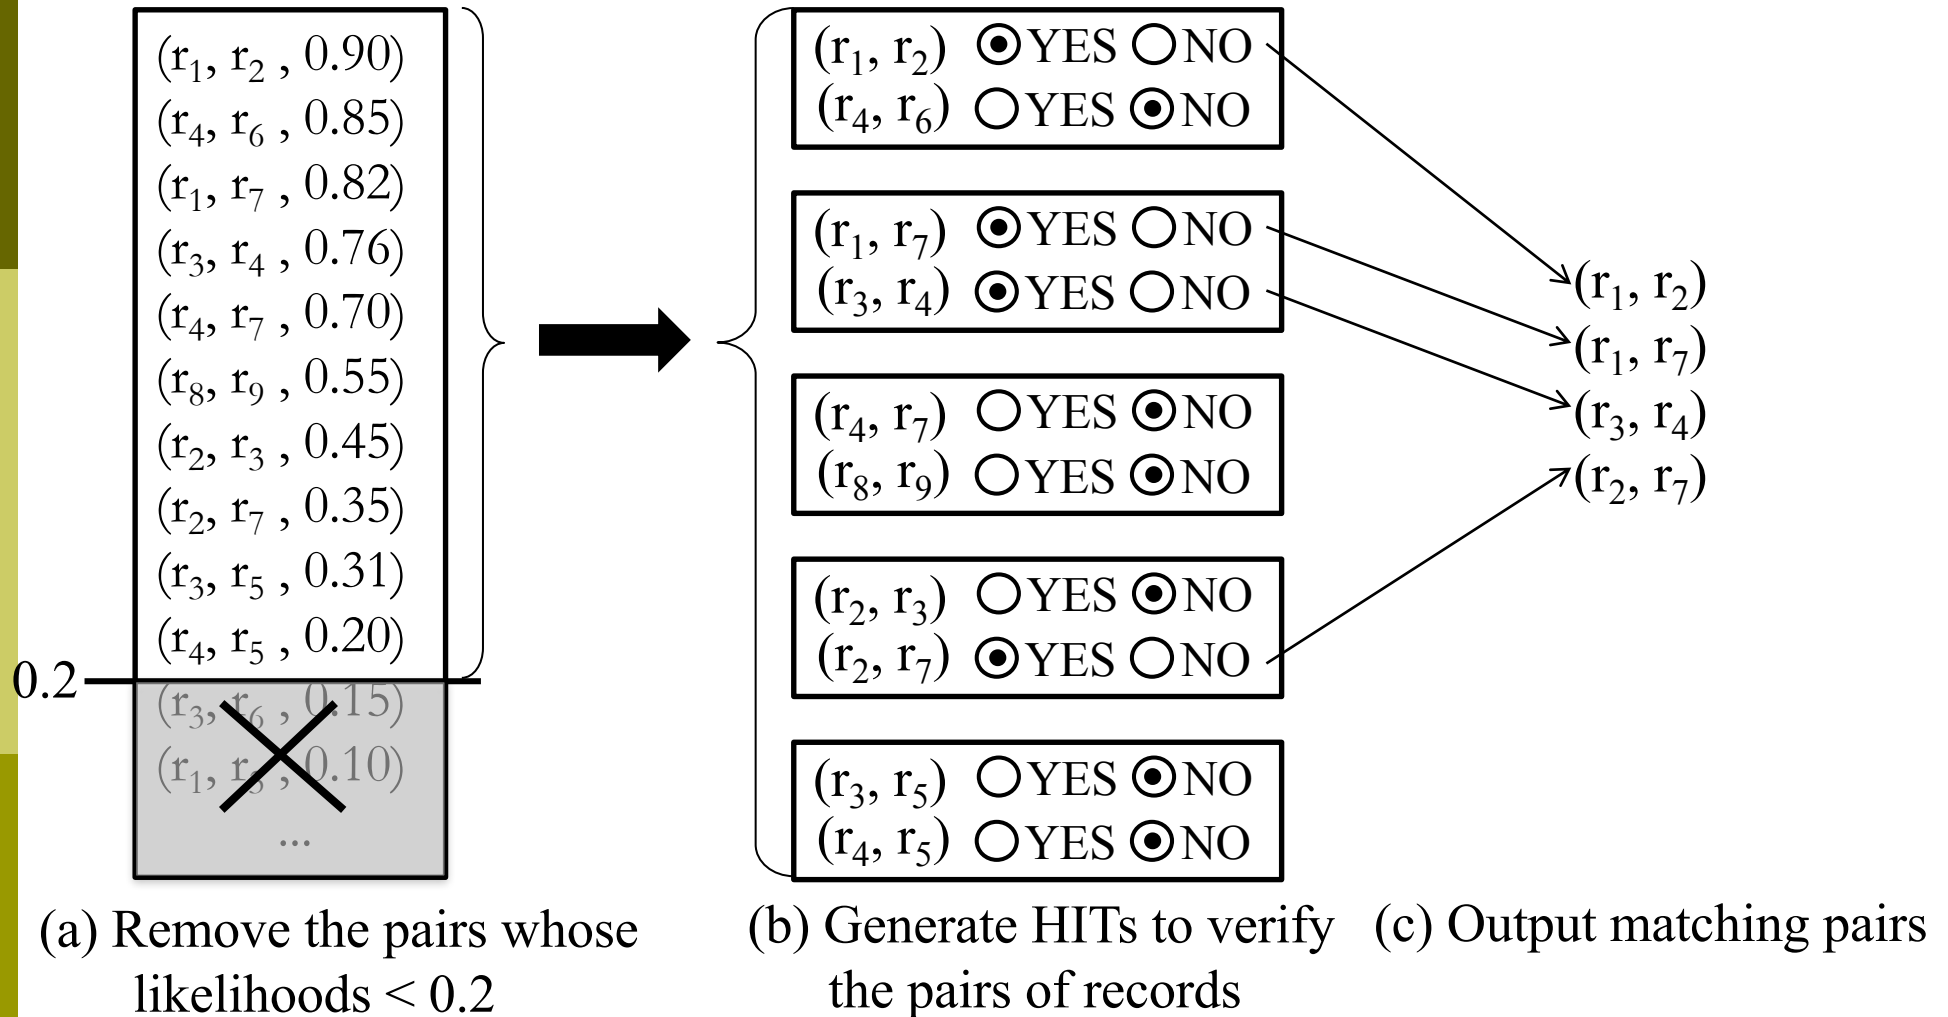 (r₁, r₂ , 0.90)
(r₄, r₆ , 0.85)
(r₁, r₇ , 0.82)
(r₃, r₄ , 0.76)
(r₄, r₇ , 0.70)
(r₈, r₉ , 0.55)
(r₂, r₃ , 0.45)
(r₂, r₇ , 0.35)
(r₃, r₅ , 0.31)
(r₄, r₅ , 0.20)
0.2
(r₃, r₆ , 0.15)
(r₁, , 0.10)
...
(a) Remove the pairs whose
likelihoods < 0.2
(r₁, r₂) YES NO
(r₄, r₆) YES NO
(r₁, r₇) YES NO
(r₃, r₄) YES NO
(r₄, r₇) YES NO
(r₈, r₉) YES NO
(r₂, r₃) YES NO
(r₂, r₇) YES NO
(r₃, r₅) YES NO
(r₄, r₅) YES NO
(b) Generate HITs to verify
the pairs of records
(r₁, r₂)
(r₁, r₇)
(r₃, r₄)
(r₂, r₇)
(c) Output matching pairs